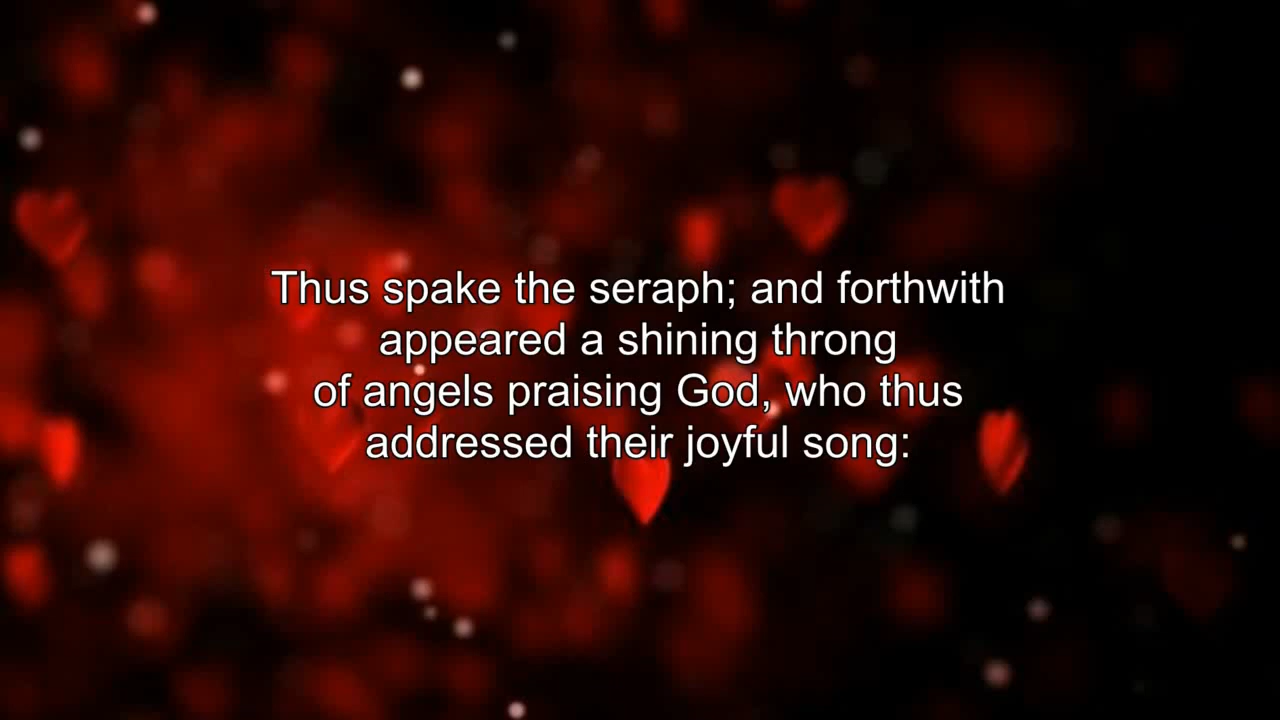 Thus spake the seraph; and forthwith
appeared a shining throng
of angels praising God, who thus
addressed their joyful song: